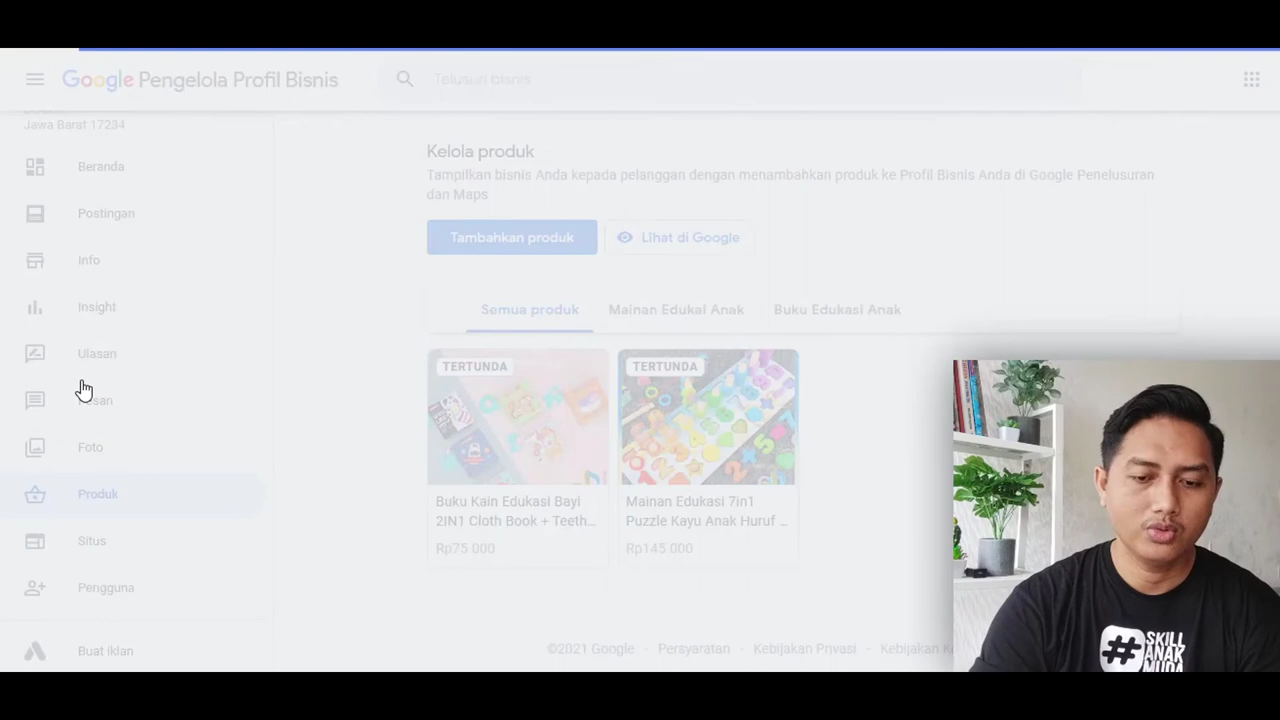 Google Pengelola Profil Bisnis
Telusuri bisnis
Jawa Barat 17234
Beranda
Postingan
Info
Insight
Ulasan
Foto
Produk
Situs
Pengguna
Buat iklan
Kelola produk
Tampilkan bisnis Anda kepada pelanggan dengan menambahkan produk ke Profil Bisnis Anda di Google Penelusuran
dan Maps
Tambahkan produk
Lihat di Google
Semua produk
Mainan Edukai Anak
Buku Edukasi Anak
TERTUNDA
Buku Kain Edukasi Bayi
2IN1 Cloth Book + Teeth...
Rp75 000
TERTUNDA
Mainan Edukasi 7in1
Puzzle Kayu Anak Huruf ...
Rp145 000
©2021 Google - Persyaratan - Kebijakan Privasi - Kebijakan
#SKILL
ANAK
MUDA